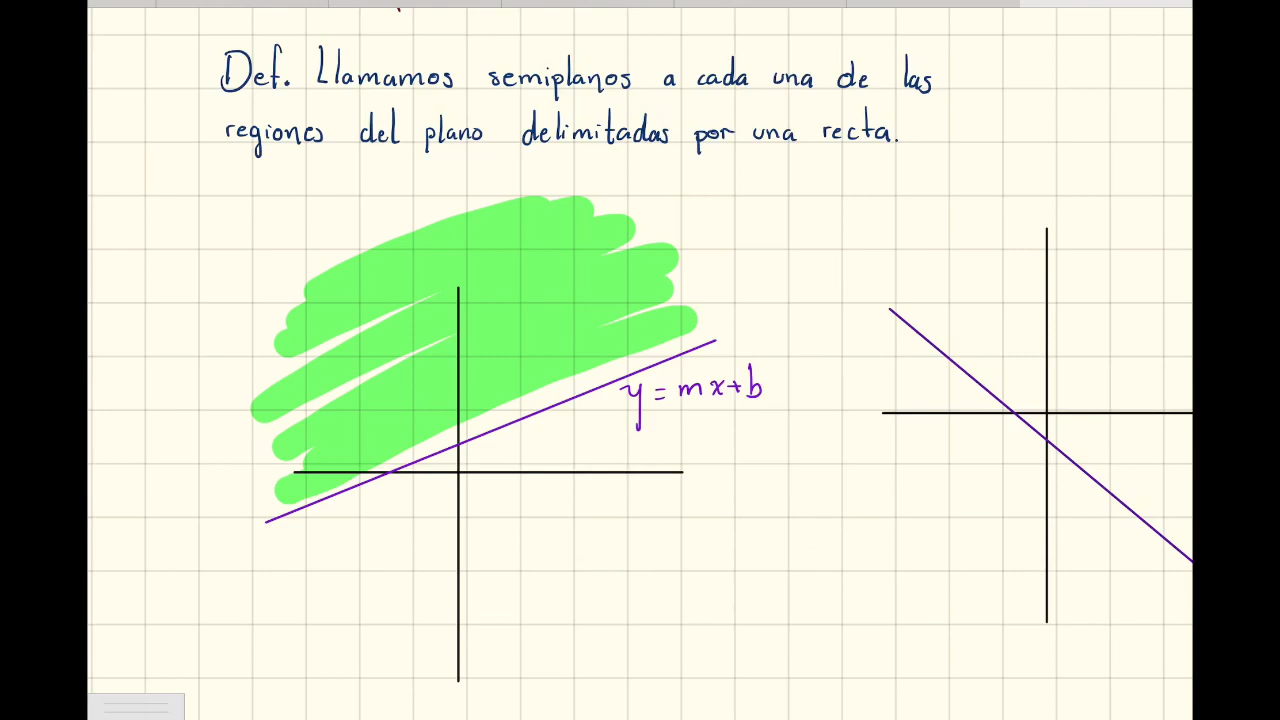 Def. Llamamos semiplanos a cada una de las
regiones del plano delimitadas por una recta.
y = mx+b